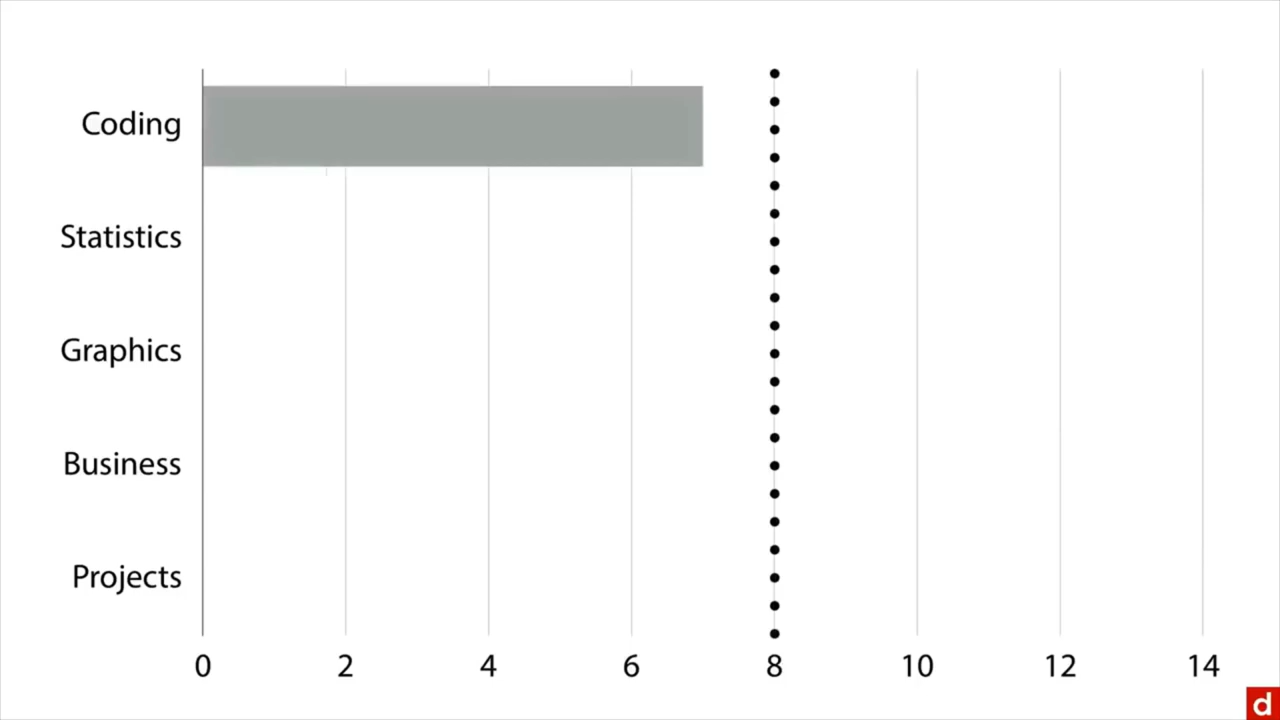 Coding
Statistics
Graphics
Business
Projects
0 2 4 6 8 10 12 14
d